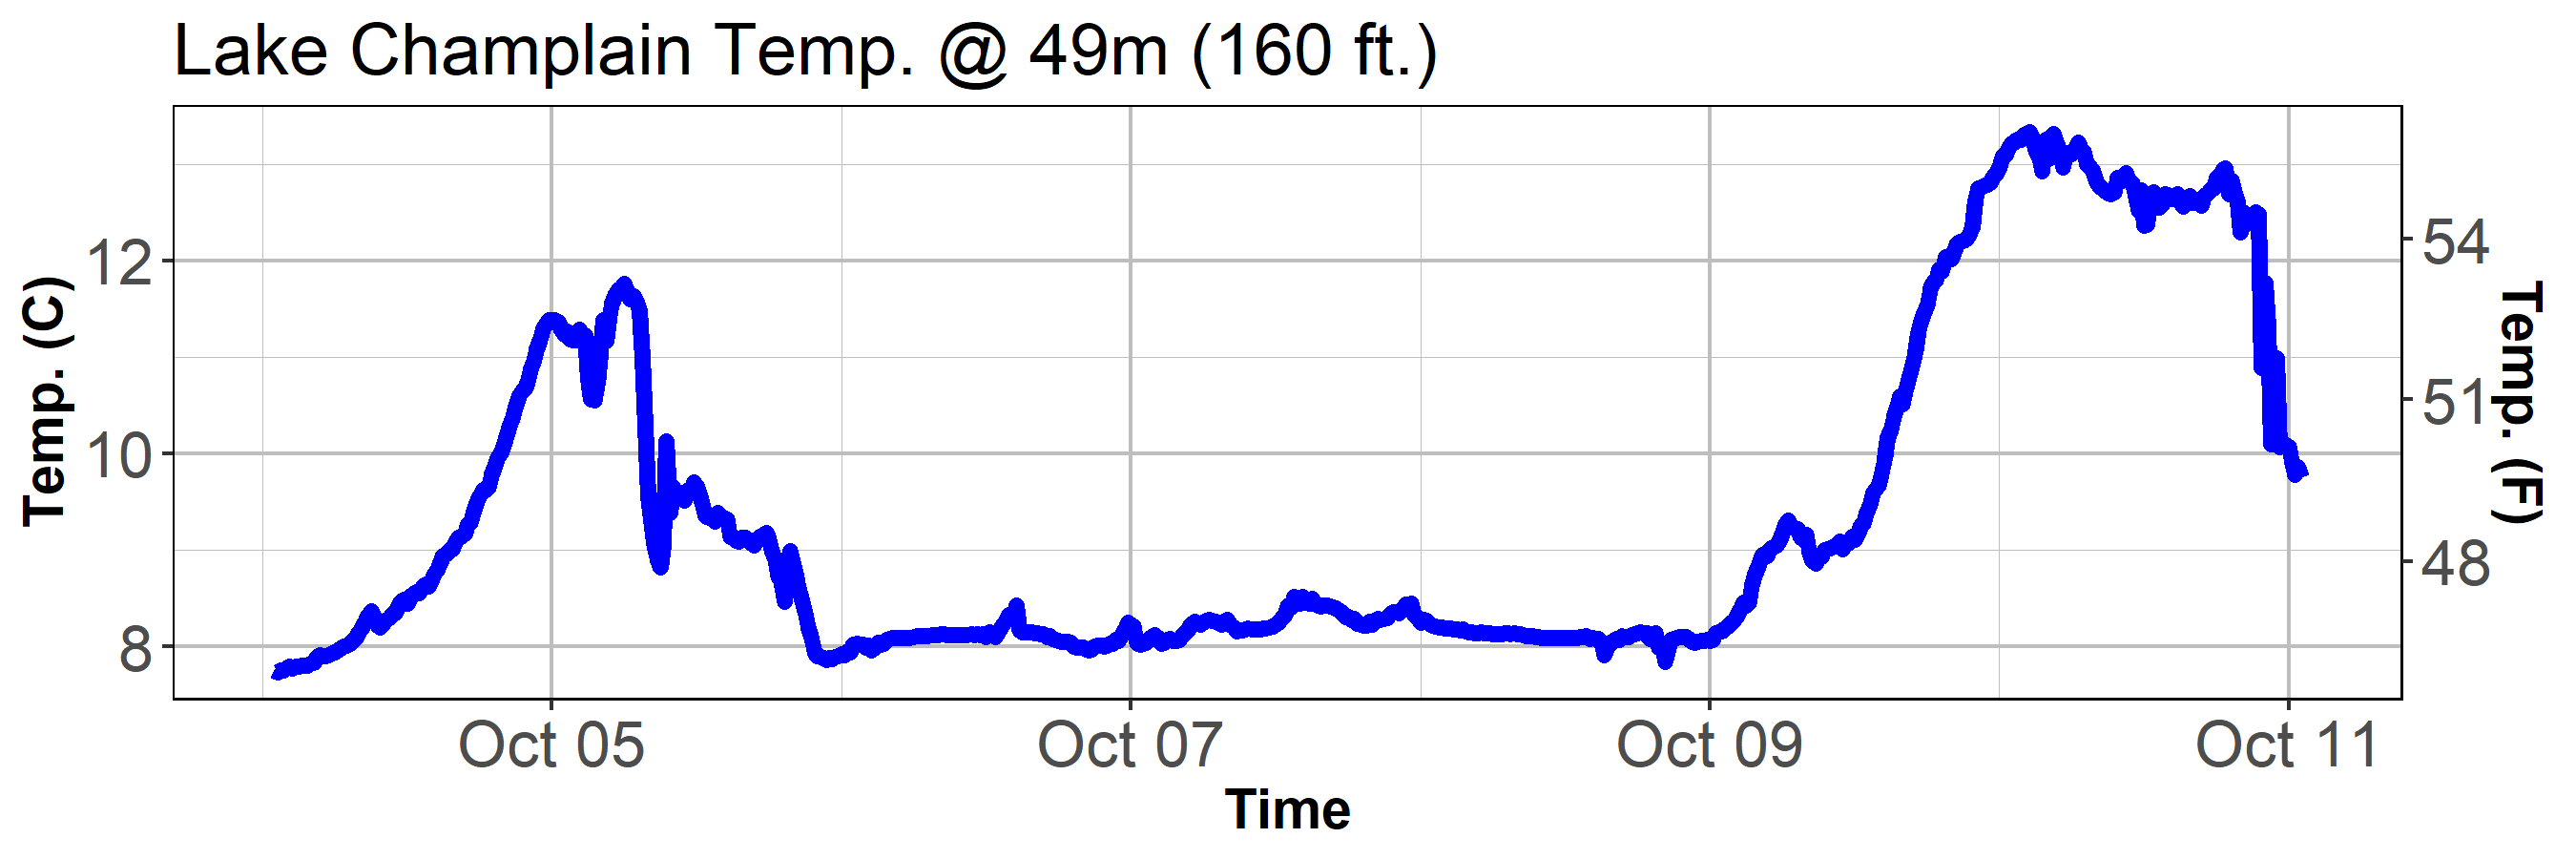 Lake Champlain Temp. @ 49m (160 ft.)
Temp. (C)
12
10
8
54
51
48
Temp. (F)
Oct 05
Oct 07
Oct 09
Oct 11
Time